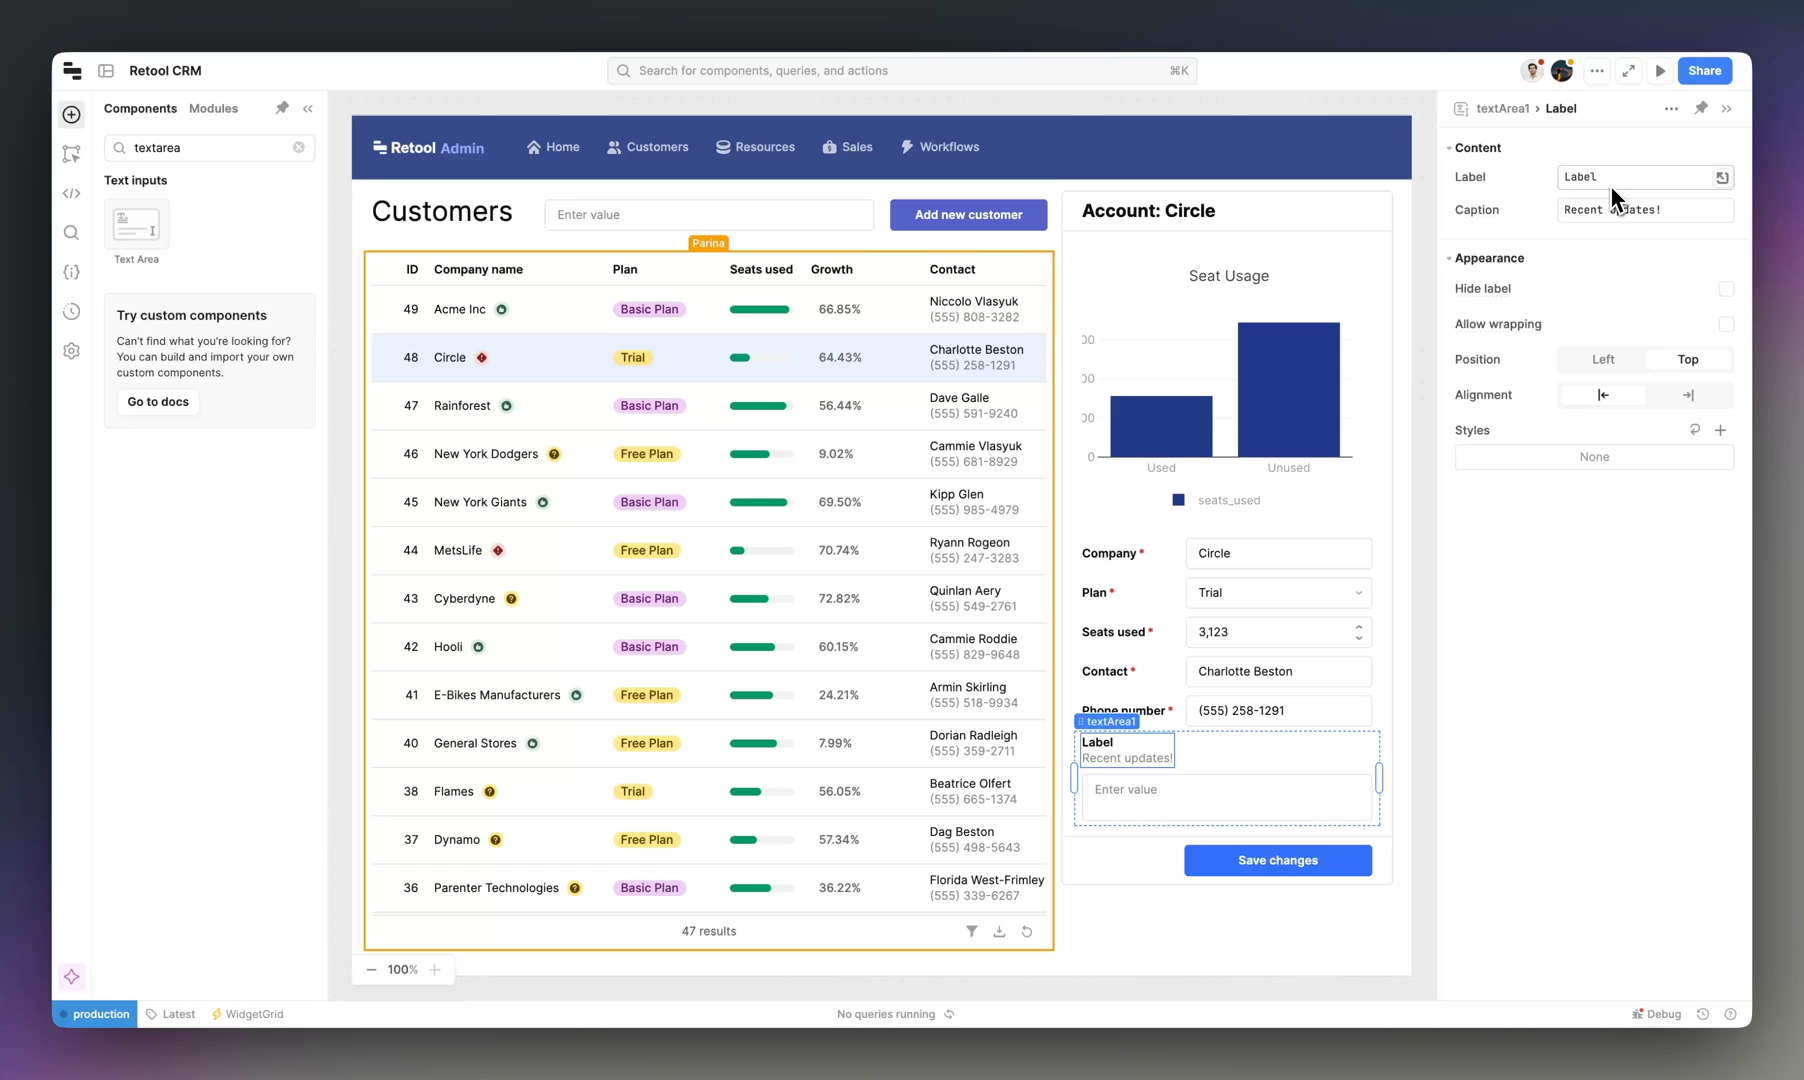 Retool CRM
Search for components, queries, and actions
⌘K
Share
Components
Modules
textarea
Text inputs
Text Area
Try custom components
Can't find what you're looking for?
You can build and import your own
custom components.
Go to docs
Retool Admin
Home
Customers
Resources
Sales
Workflows
Customers
Enter value
Add new customer
Parina
ID Company name Plan Seats used Growth Contact
49 Acme Inc Basic Plan 66.85% Niccolo Vlasyuk
(555) 808-3282
48 Circle Trial 64.43% Charlotte Beston
(555) 258-1291
47 Rainforest Basic Plan 56.44% Dave Galle
(555) 591-9240
46 New York Dodgers Free Plan 9.02% Cammie Vlasyuk
(555) 681-8929
45 New York Giants Basic Plan 69.50% Kipp Glen
(555) 985-4979
44 MetsLife Free Plan 70.74% Ryann Rogeon
(555) 247-3283
43 Cyberdyne Basic Plan 72.82% Quinlan Aery
(555) 549-2761
42 Hooli Basic Plan 60.15% Cammie Roddie
(555) 829-9648
41 E-Bikes Manufacturers Free Plan 24.21% Armin Skirling
(555) 518-9934
40 General Stores Free Plan 7.99% Dorian Radleigh
(555) 359-2711
38 Flames Trial 56.05% Beatrice Olfert
(555) 665-1374
37 Dynamo Free Plan 57.34% Dag Beston
(555) 498-5643
36 Parenter Technologies Basic Plan 36.22% Florida West-Frimley
(555) 339-6267
47 results
100%
Account: Circle
Seat Usage
00
00
00
0
Used
Unused
seats_used
Company* Circle
Plan* Trial
Seats used* 3,123
Contact* Charlotte Beston
Phone number* (555) 258-1291
textArea1
Label
Recent updates!
Enter value
Save changes
textArea1 › Label
Content
Label Label
Caption Recent updates!
Appearance
Hide label
Allow wrapping
Position Left Top
Alignment
Styles
None
production
Latest
WidgetGrid
No queries running
Debug